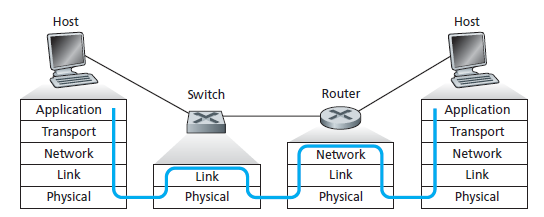 Host
Host
Switch
Router
Application
Transport
Network
Link
Physical
Link
Physical
Network
Link
Physical
Application
Transport
Network
Link
Physical